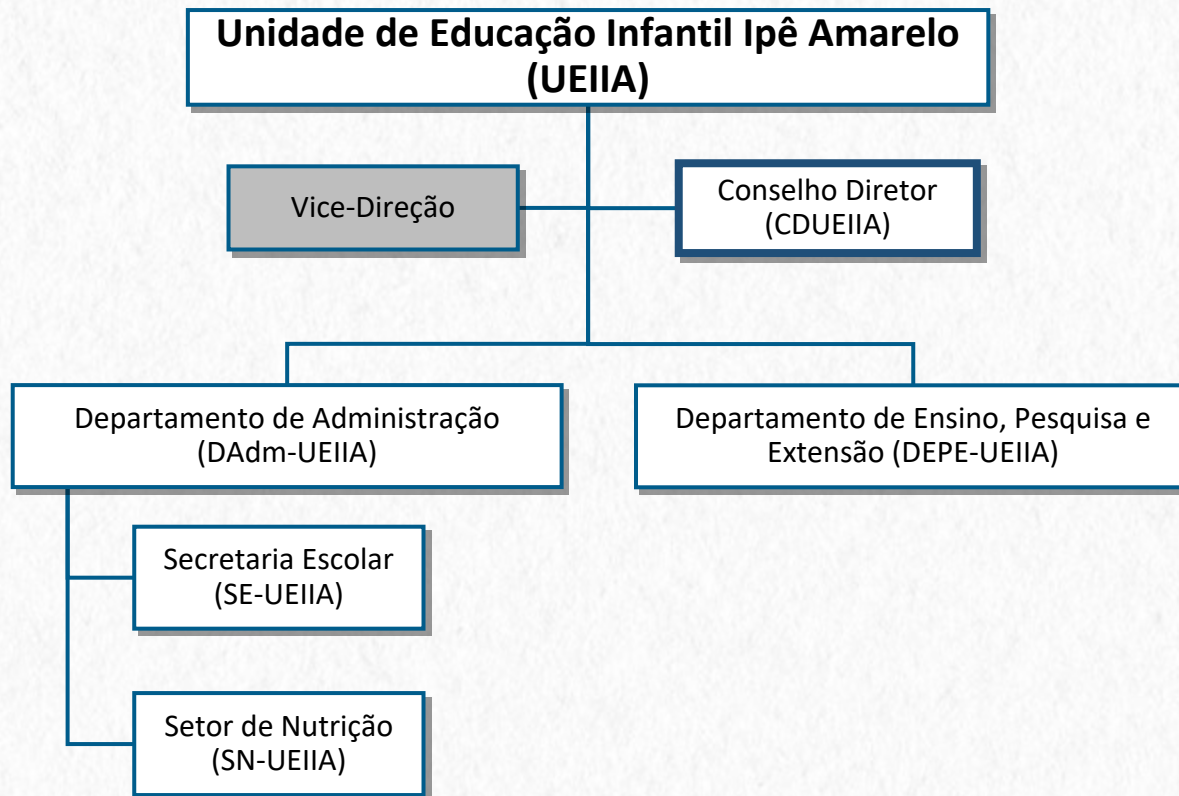 Unidade de Educação Infantil Ipê Amarelo
(UEIIA)
Vice-Direção
Conselho Diretor
(CDUEIIA)
Departamento de Administração
(DAdm-UEIIA)
Departamento de Ensino, Pesquisa e
Extensão (DEPE-UEIIA)
Secretaria Escolar
(SE-UEIIA)
Setor de Nutrição
(SN-UEIIA)